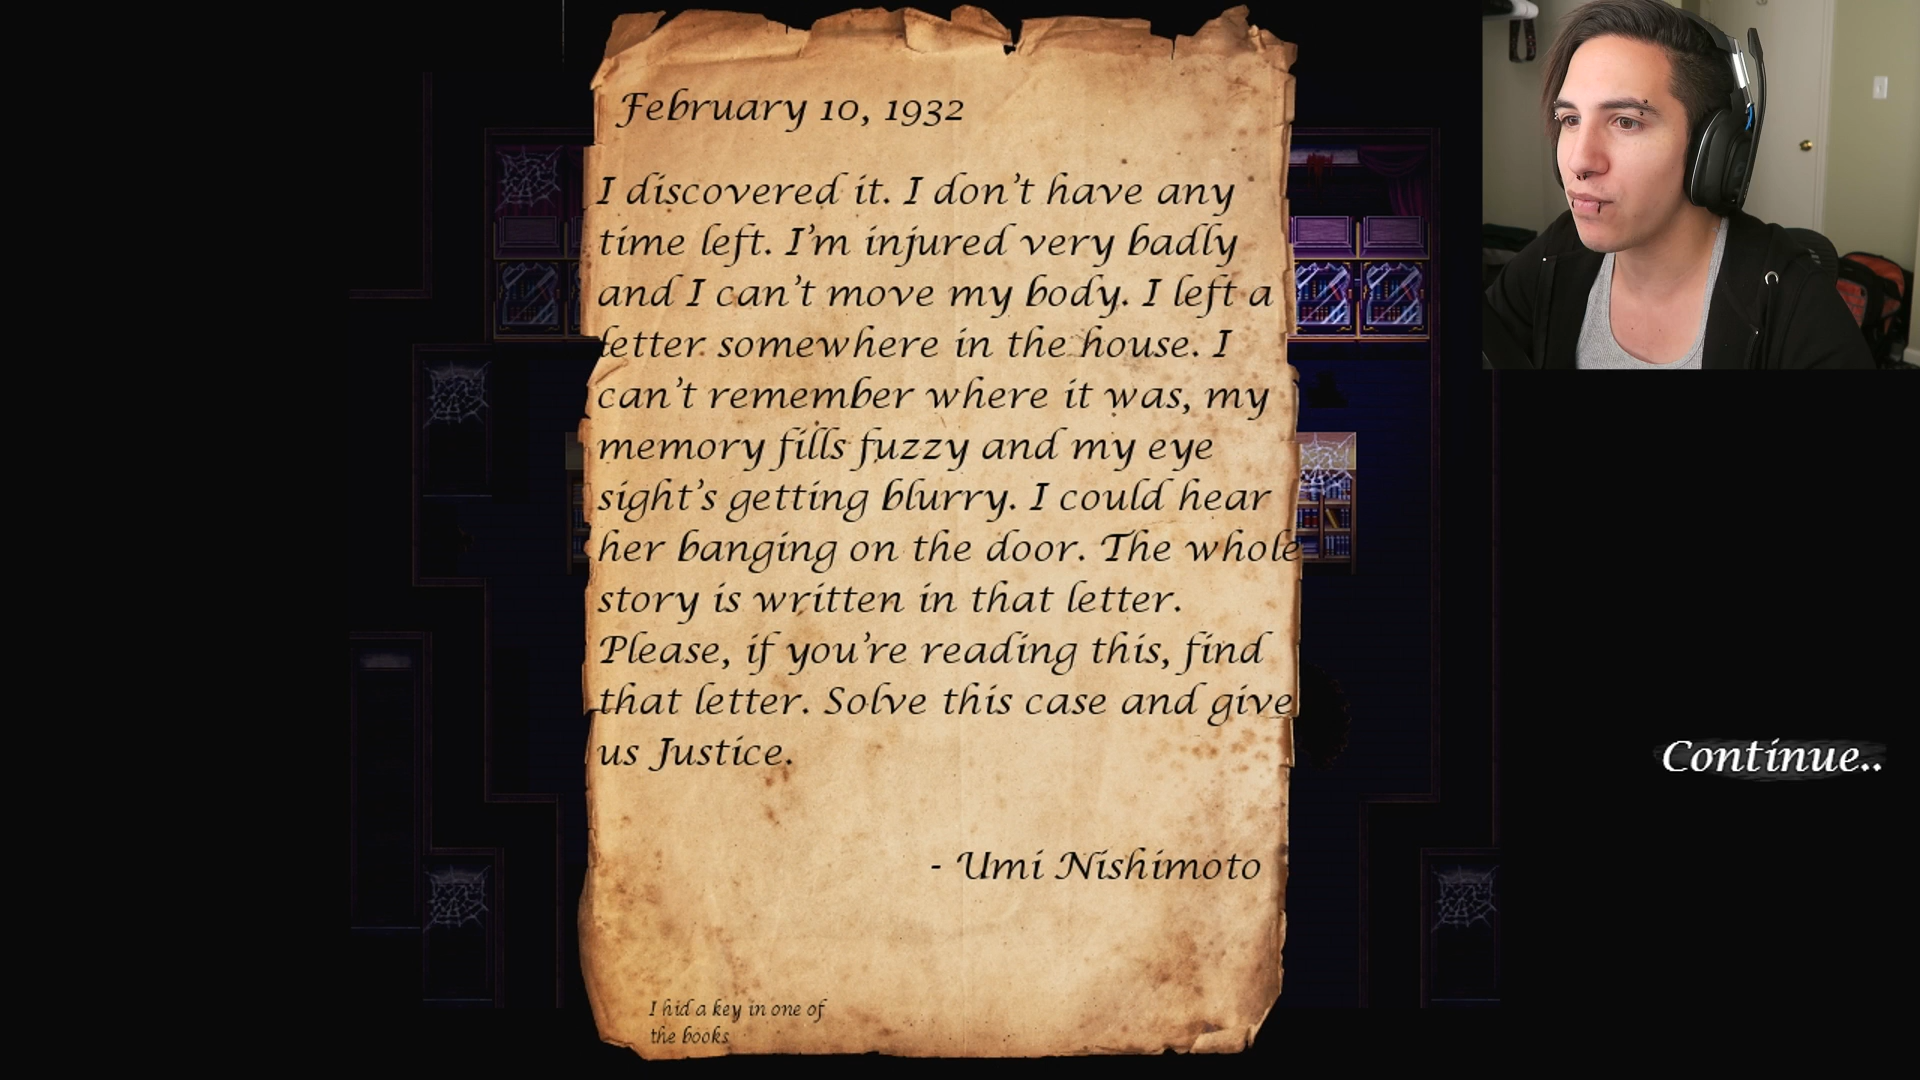 February 10, 1932
I discovered it. I don't have any
time left. I'm injured very badly
and I can't move my body. I left a
letter somewhere in the house. I
can't remember where it was, my
memory fills fuzzy and my eye
sight's getting blurry. I could hear
her banging on the door. The whole
story is written in that letter.
Please, if you're reading this, find
that letter. Solve this case and give
us Justice.
- Umi Nishimoto
I hid a key in one of
the books
Continue..